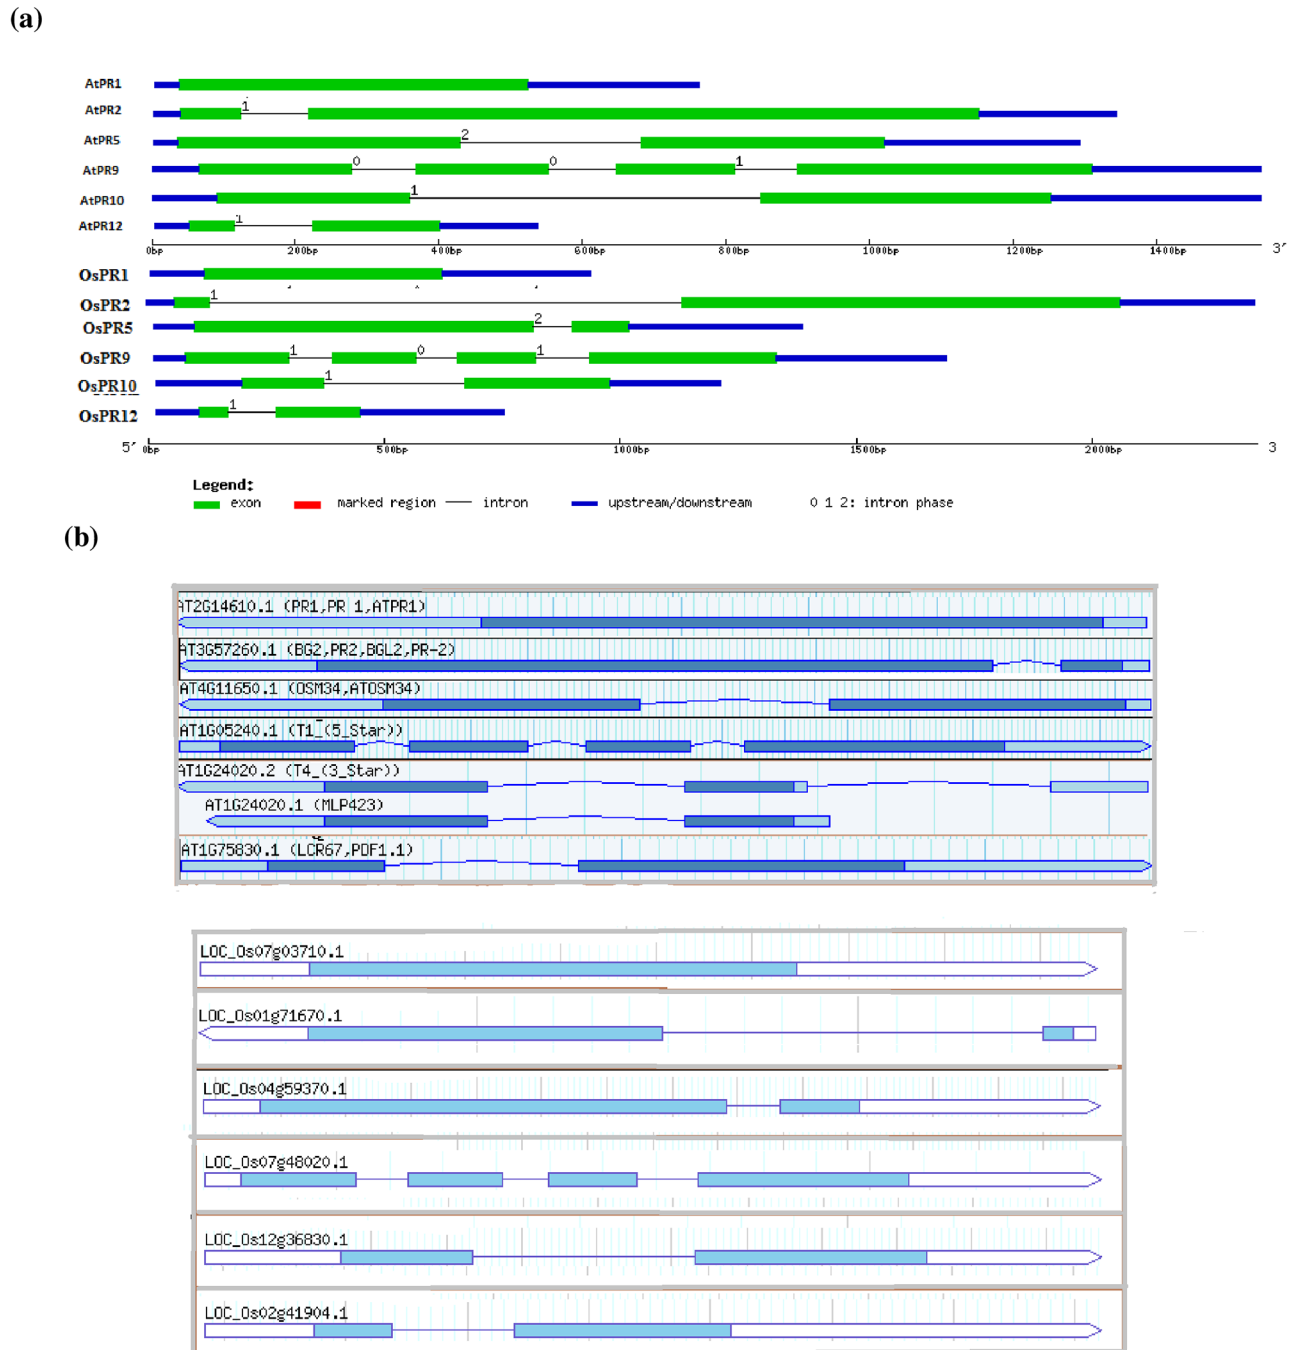 (a)
AtPR1
AtPR2 1
AtPR5 2
AtPR9 0 0 1
AtPR10 1
AtPR12 1
0bp 200bp 400bp 600bp 800bp 1000bp 1200bp 1400bp 3′
OsPR1
OsPR2 1
OsPR5 2
OsPR9 1 0 1
OsPR10 1
OsPR12 1
5′ 0bp 500bp 1000bp 1500bp 2000bp 3
Legend:
exon marked region intron upstream/downstream 0 1 2: intron phase
(b)
AT2G14610.1 (PR1,PR 1,ATPR1)
AT3G57260.1 (BG2,PR2,BGL2,PR-2)
AT4G11650.1 (OSM34,ATOSM34)
AT1G05240.1 (T1_(5_Star))
AT1G24020.2 (T4_(3_Star))
AT1G24020.1 (MLP423)
AT1G75830.1 (LCR67,PDF1.1)
LOC_Os07g03710.1
LOC_Os01g71670.1
LOC_Os04g59370.1
LOC_Os07g48020.1
LOC_Os12g36830.1
LOC_Os02g41904.1